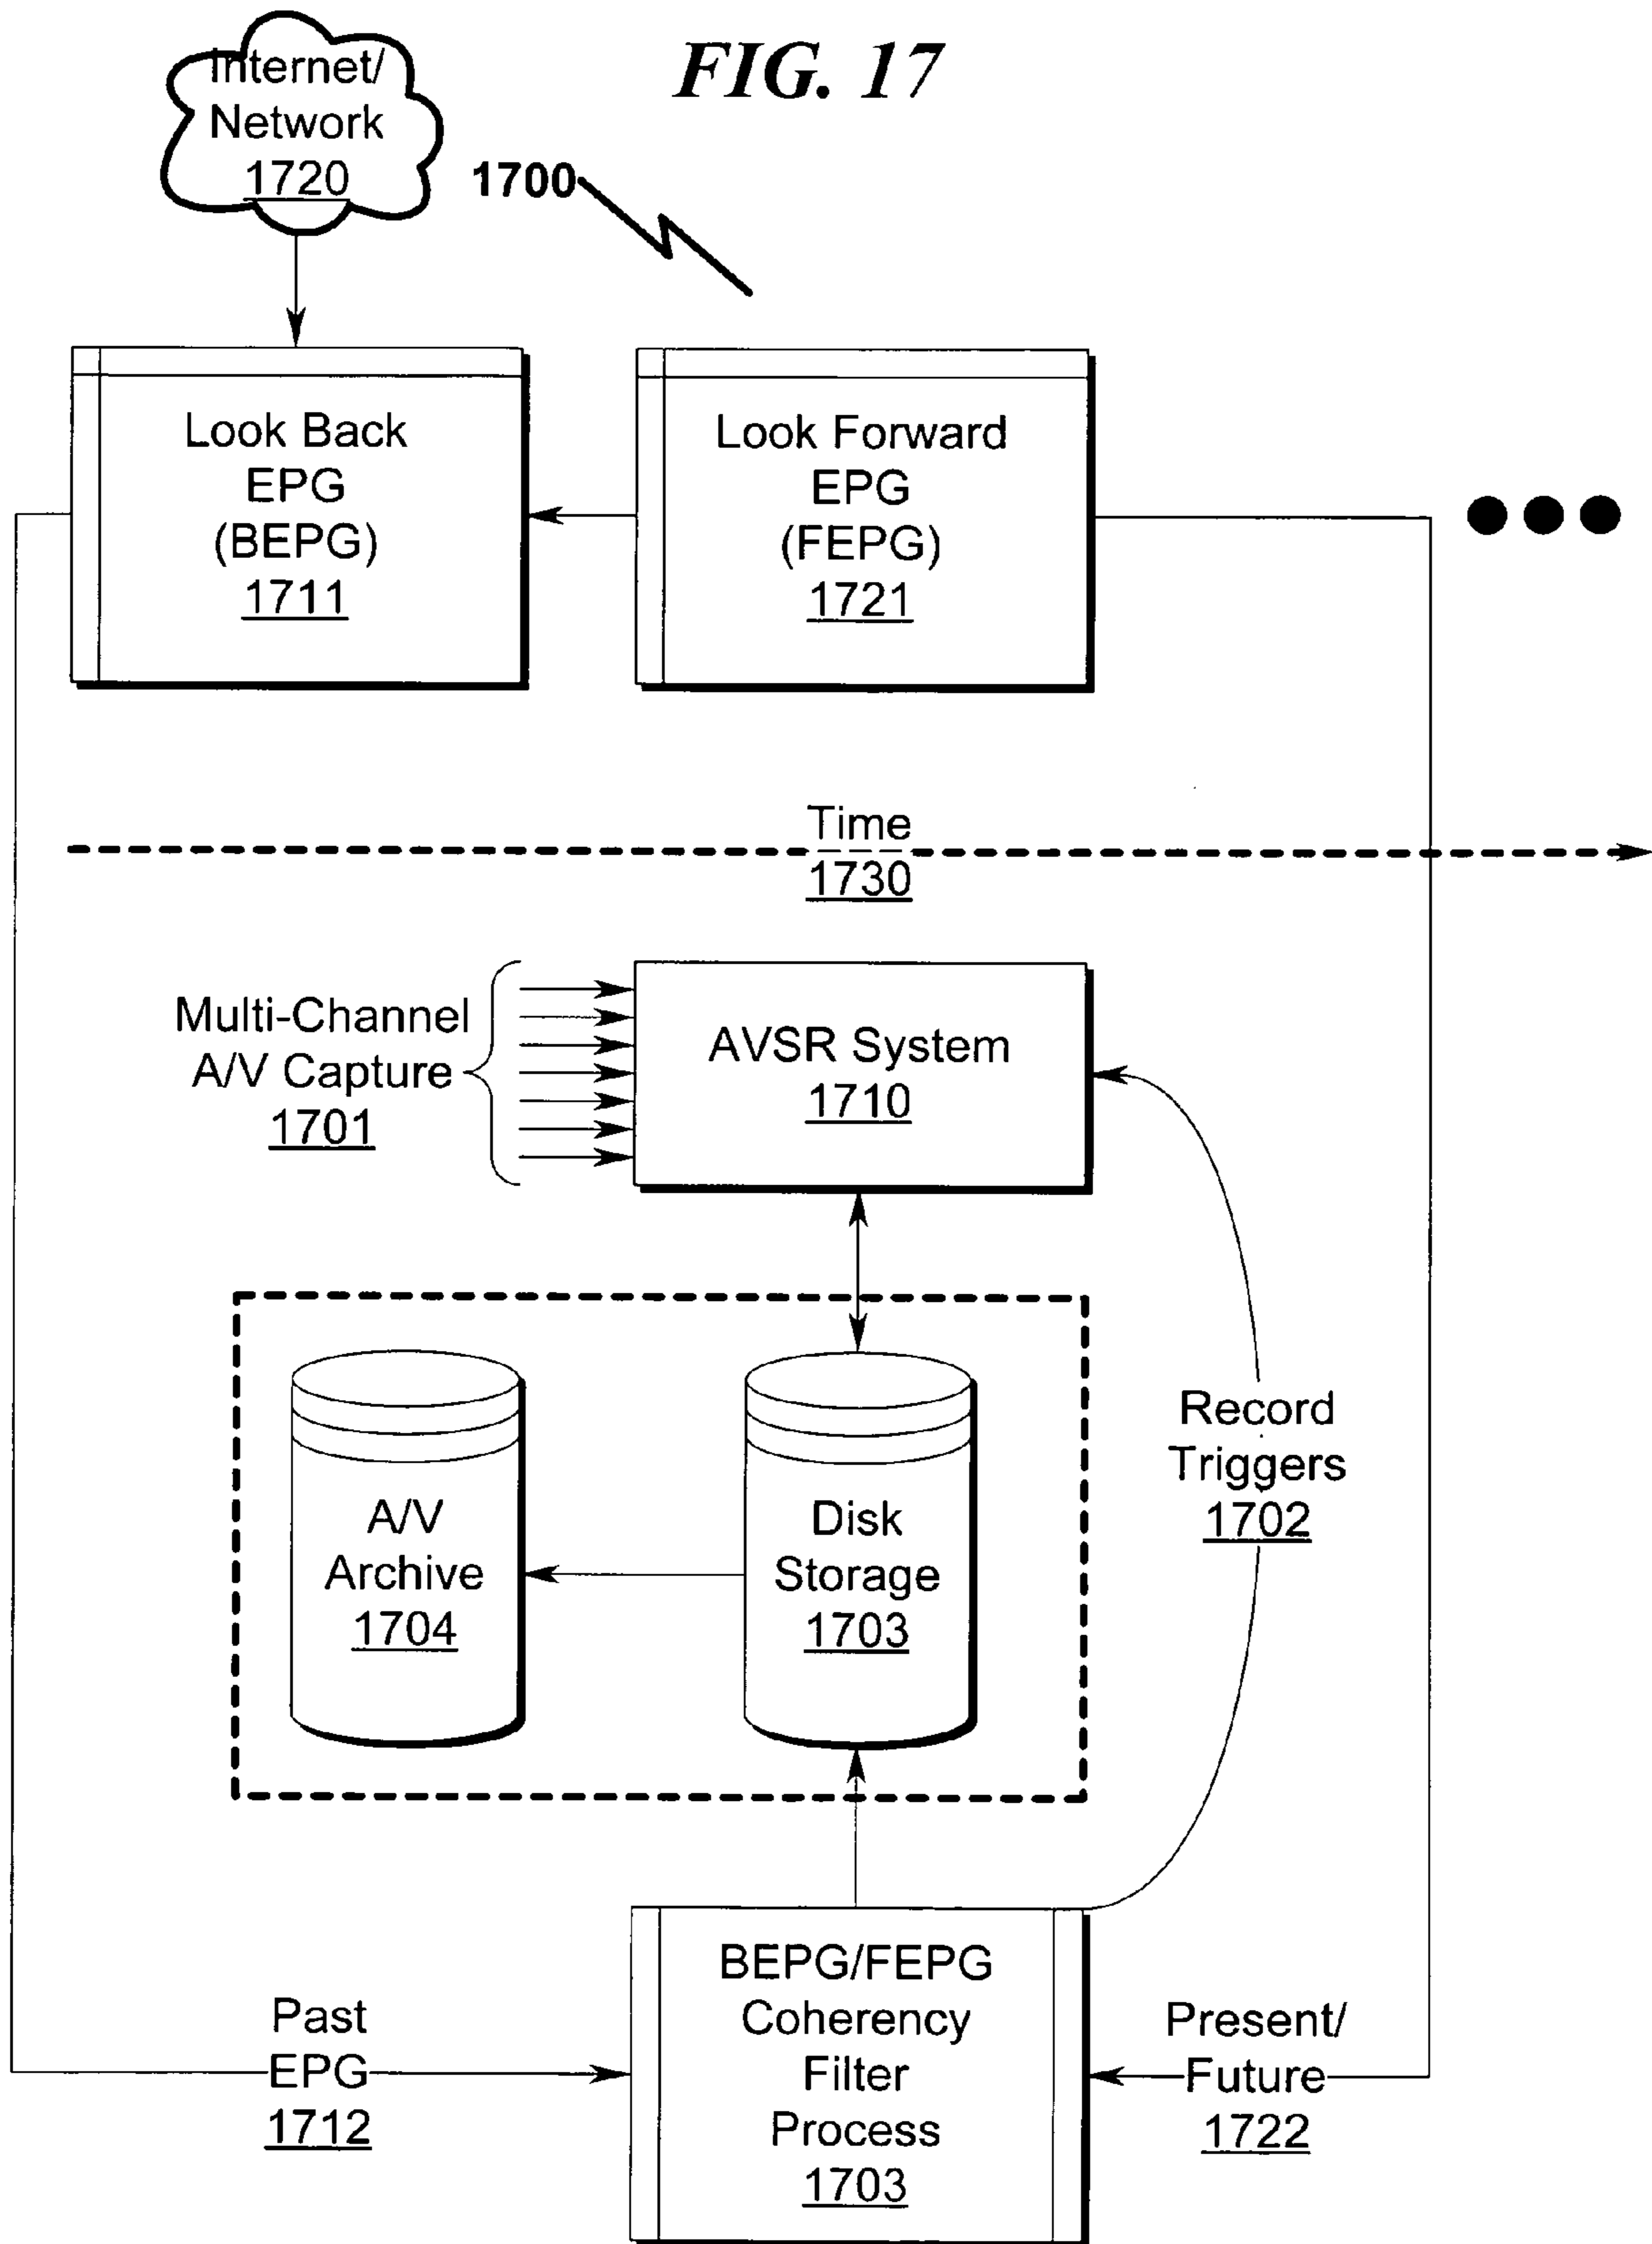 FIG. 17
Internet/
Network
1720
1700
Look Back
EPG
(BEPG)
1711
Look Forward
EPG
(FEPG)
1721
Time
1730
Multi-Channel
A/V Capture
1701
AVSR System
1710
A/V
Archive
1704
Disk
Storage
1703
Record
Triggers
1702
Past
EPG
1712
BEPG/FEPG
Coherency
Filter
Process
1703
Present/
Future
1722